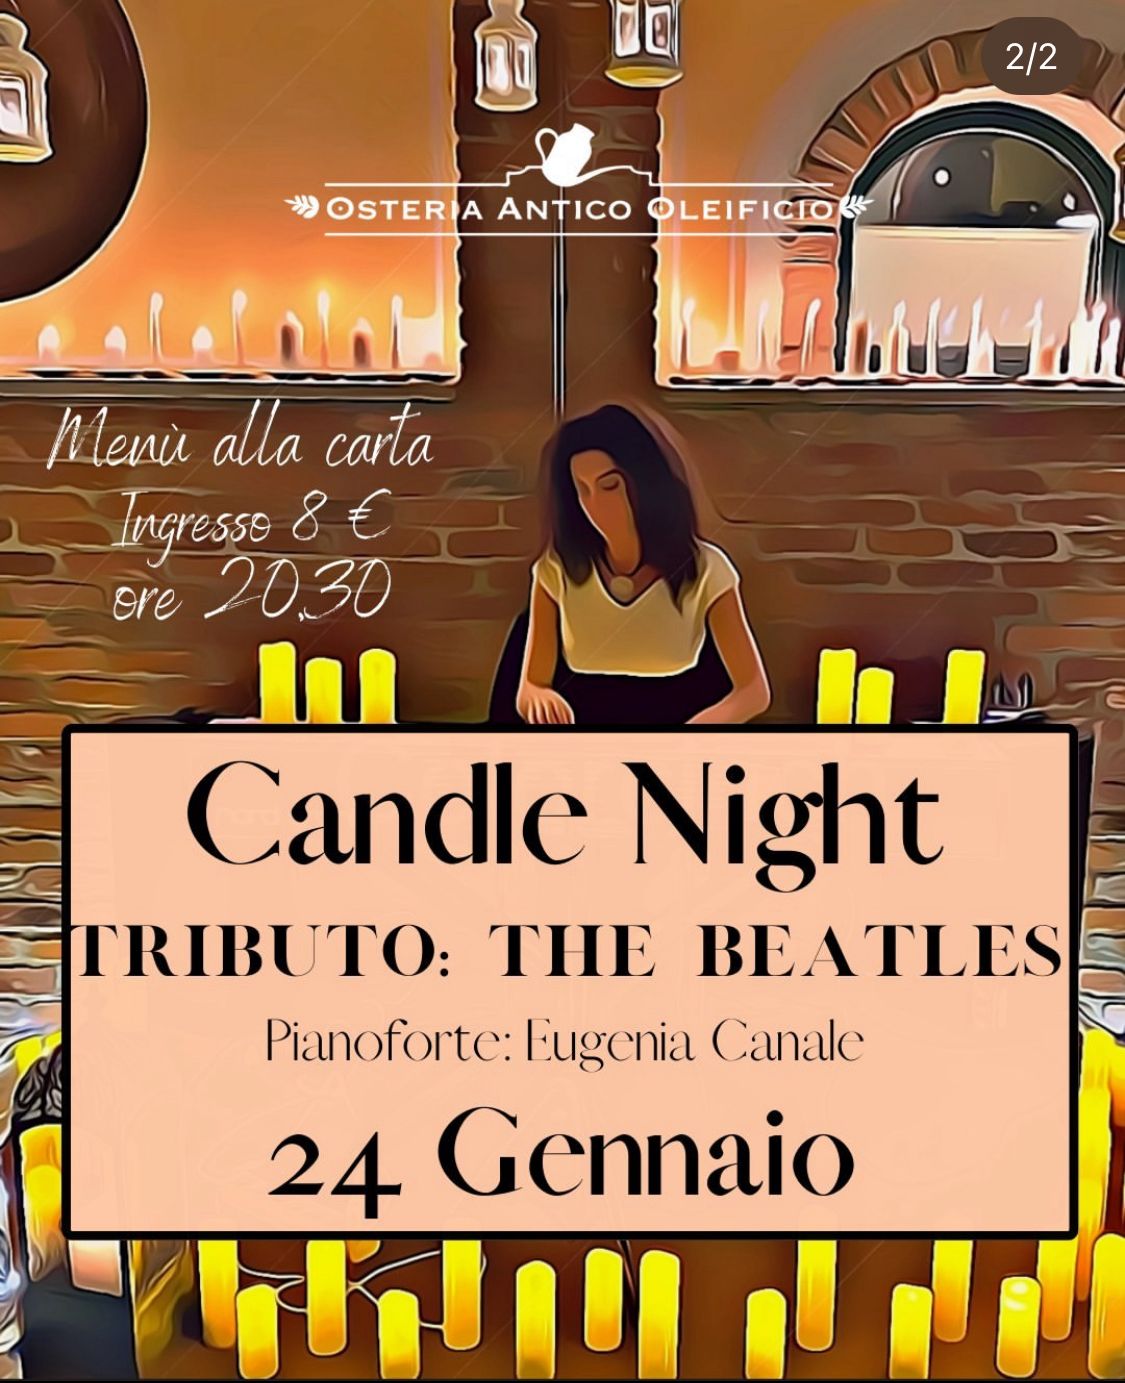 2/2
OSTERIA ANTICO OLEIFICIO
Menù alla carta
Ingresso 8 €
ore 20,30
Candle Night
TRIBUTO: THE BEATLES
Pianoforte: Eugenia Canale
24 Gennaio